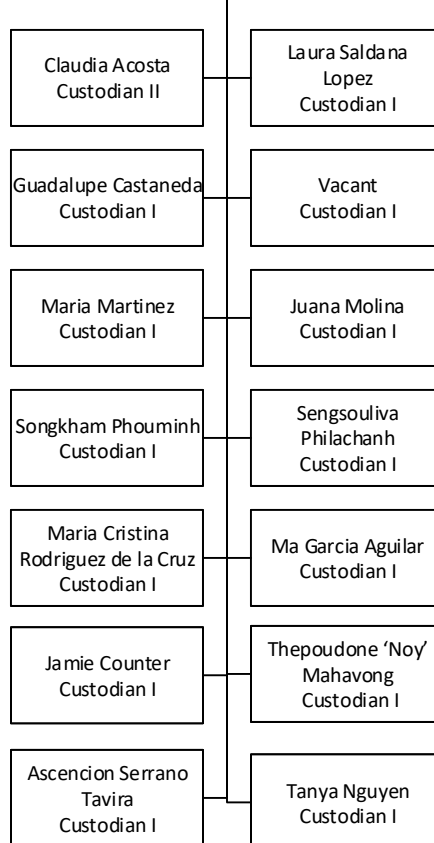 Claudia Acosta
Custodian II
Laura Saldana
Lopez
Custodian I
Guadalupe Castaneda
Custodian I
Vacant
Custodian I
Maria Martinez
Custodian I
Juana Molina
Custodian I
Songkham Phouminh
Custodian I
Sengsouliva
Philachanh
Custodian I
Maria Cristina
Rodriguez de la Cruz
Custodian I
Ma Garcia Aguilar
Custodian I
Jamie Counter
Custodian I
Thepoudone ‘Noy’
Mahavong
Custodian I
Ascencion Serrano
Tavira
Custodian I
Tanya Nguyen
Custodian I